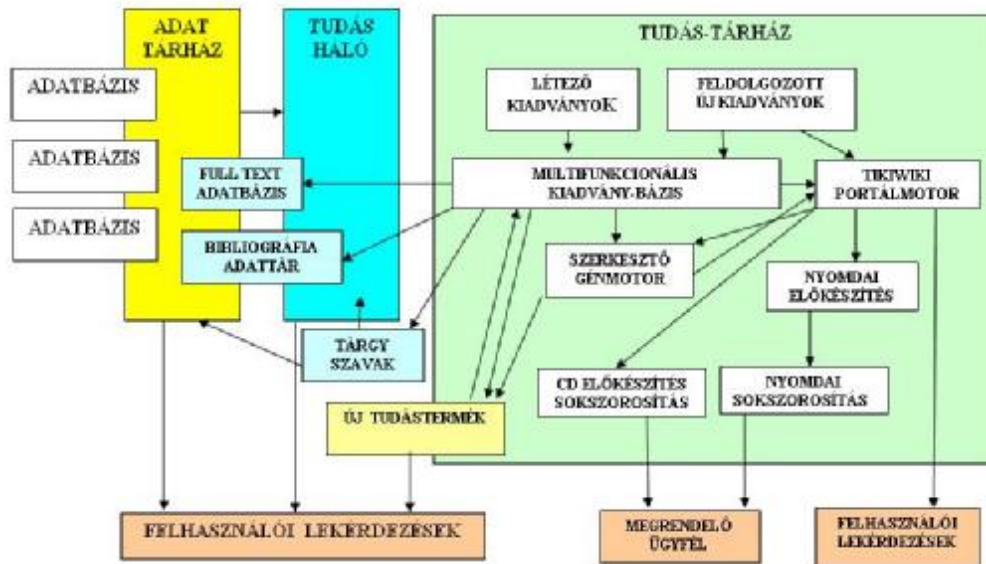 ADAT
TÁRHÁZ
TUDÁS
HÁLÓ
TUDÁS-TÁRHÁZ
ADATBÁZIS
ADATBÁZIS
ADATBÁZIS
LÉTEZŐ
KIADVÁNYOK
FELDOLGOZOTT
ÚJ KIADVÁNYOK
FULL TEXT
ADATBÁZIS
MULTIFUNKCIONÁLIS
KIADVÁNY-BÁZIS
TIKIWIKI
PORTÁLMOTOR
BIBLIOGRÁFIA
ADATTÁR
SZERKESZTŐ
GÉNMOTOR
NYOMDAI
ELŐKÉSZÍTÉS
TÁRGY
SZAVAK
CD ELŐKÉSZÍTÉS
SOKSZOROSÍTÁS
NYOMDAI
SOKSZOROSÍTÁS
ÚJ TUDÁSTERMÉK
FELHASZNÁLÓI LEKÉRDEZÉSEK
MEGRENDELŐ
ÜGYFÉL
FELHASZNÁLÓI
LEKÉRDEZÉSEK